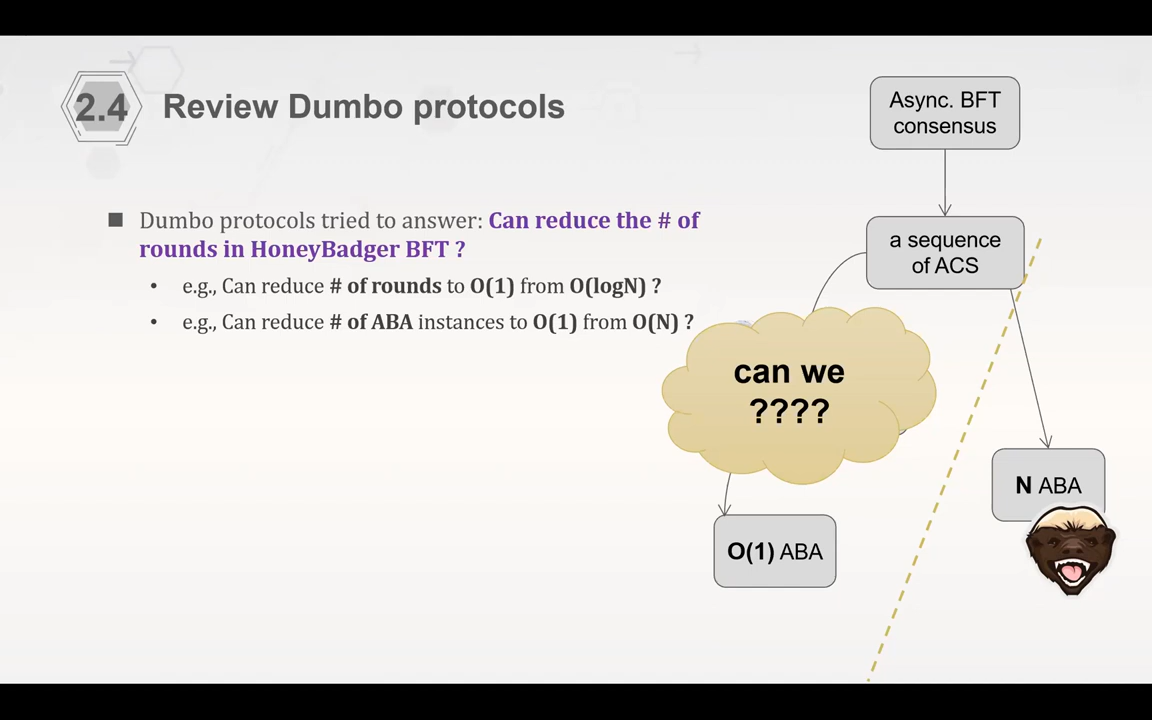 2.4 Review Dumbo protocols
Async. BFT
consensus
■ Dumbo protocols tried to answer: Can reduce the # of
rounds in HoneyBadger BFT ?
• e.g., Can reduce # of rounds to O(1) from O(logN) ?
• e.g., Can reduce # of ABA instances to O(1) from O(N) ?
a sequence
of ACS
can we
????
N ABA
O(1) ABA